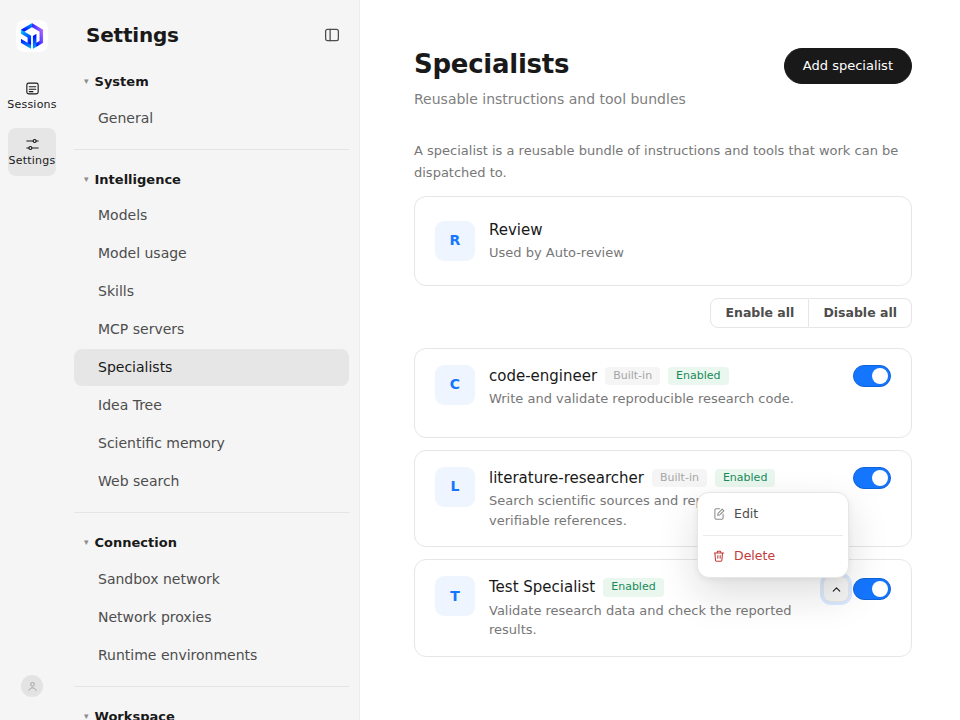 Settings
Sessions
Settings
System
General
Intelligence
Models
Model usage
Skills
MCP servers
Specialists
Idea Tree
Scientific memory
Web search
Connection
Sandbox network
Network proxies
Runtime environments
Workspace
Specialists
Add specialist
Reusable instructions and tool bundles
A specialist is a reusable bundle of instructions and tools that work can be
dispatched to.
R
Review
Used by Auto-review
Enable all
Disable all
C
code-engineer Built-in Enabled
Write and validate reproducible research code.
L
literature-researcher Built-in Enabled
Search scientific sources and
verifiable references.
Edit
Delete
T
Test Specialist Enabled
Validate research data and check the reported
results.